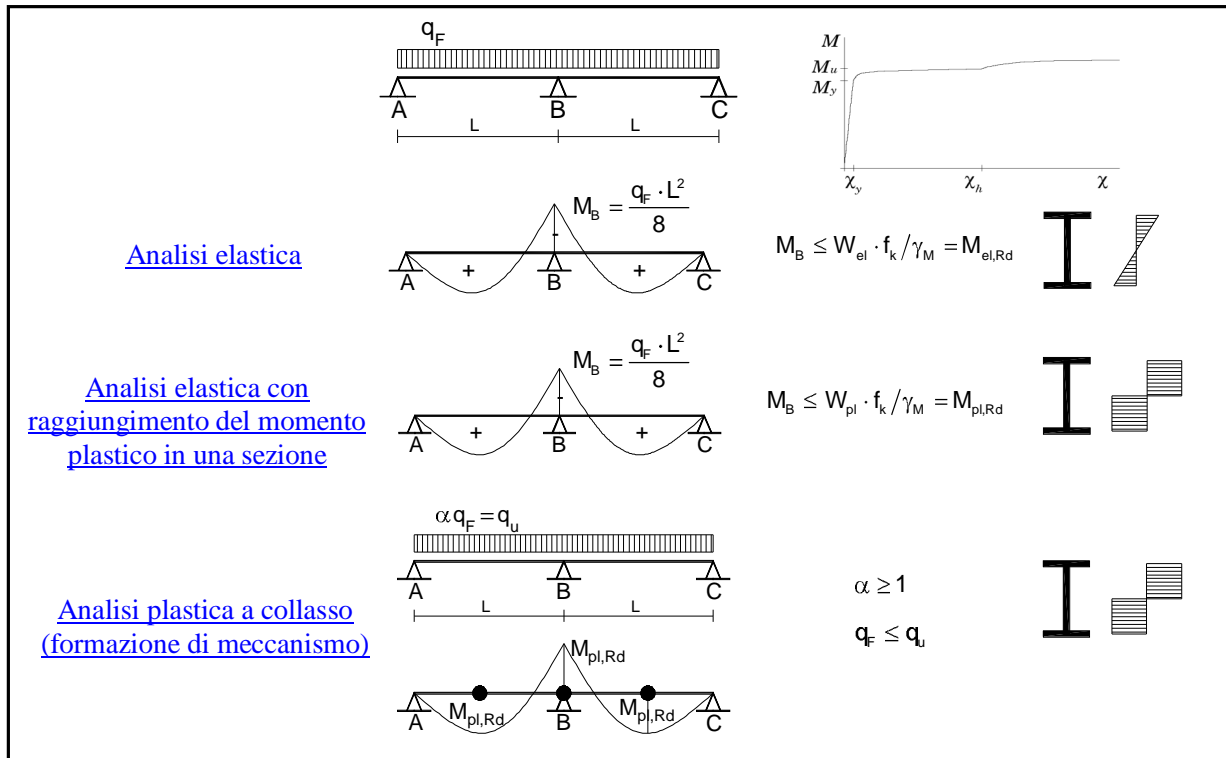 q_F
A B C
L L
M
M_u
M_y
χ_y χ_h χ
Analisi elastica
M_B = q_F · L² / 8
-
+ +
A B C
M_B ≤ W_el · f_k / γ_M = M_el,Rd
Analisi elastica con
raggiungimento del momento
plastico in una sezione
M_B = q_F · L² / 8
-
+ +
A B C
M_B ≤ W_pl · f_k / γ_M = M_pl,Rd
Analisi plastica a collasso
(formazione di meccanismo)
α q_F = q_u
A B C
L L
M_pl,Rd
M_pl,Rd M_pl,Rd
A B C
α ≥ 1
q_F ≤ q_u